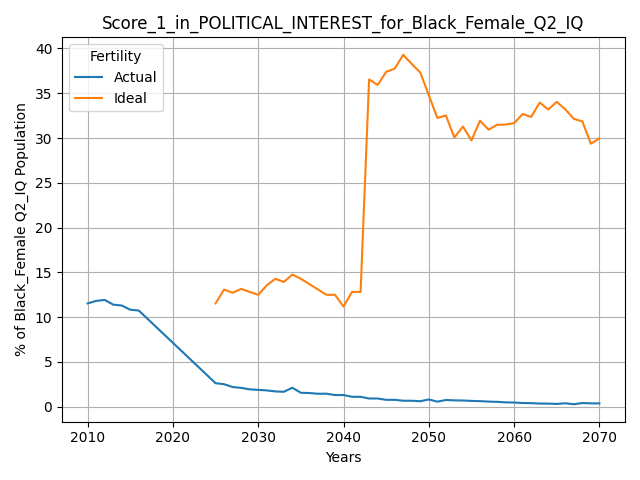 Score_1_in_POLITICAL_INTEREST_for_Black_Female_Q2_IQ
Fertility
Actual
Ideal
% of Black_Female Q2_IQ Population
40
35
30
25
20
15
10
5
0
2010 2020 2030 2040 2050 2060 2070
Years